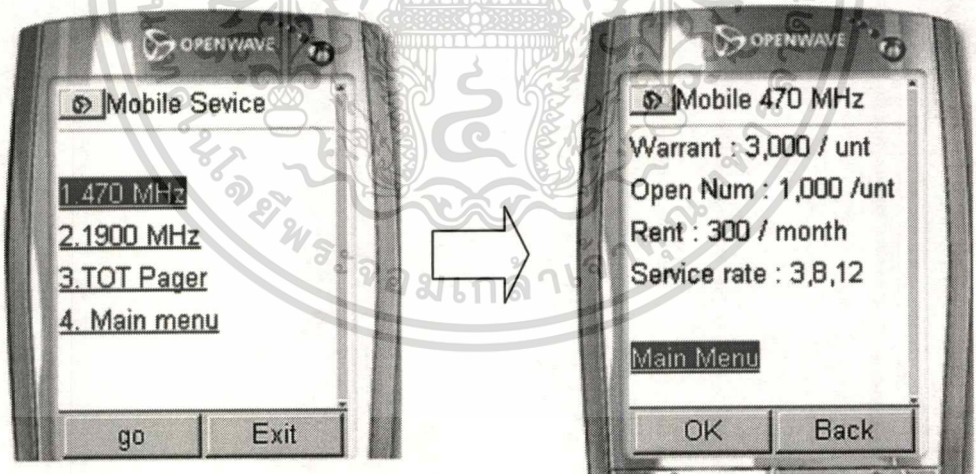 OPENWAVE
Mobile Sevice
1.470 MHz
2.1900 MHz
3.TOT Pager
4. Main menu
go
Exit
OPENWAVE
Mobile 470 MHz
Warrant : 3,000 / unt
Open Num : 1,000 /unt
Rent : 300 / month
Service rate : 3,8,12
Main Menu
OK
Back